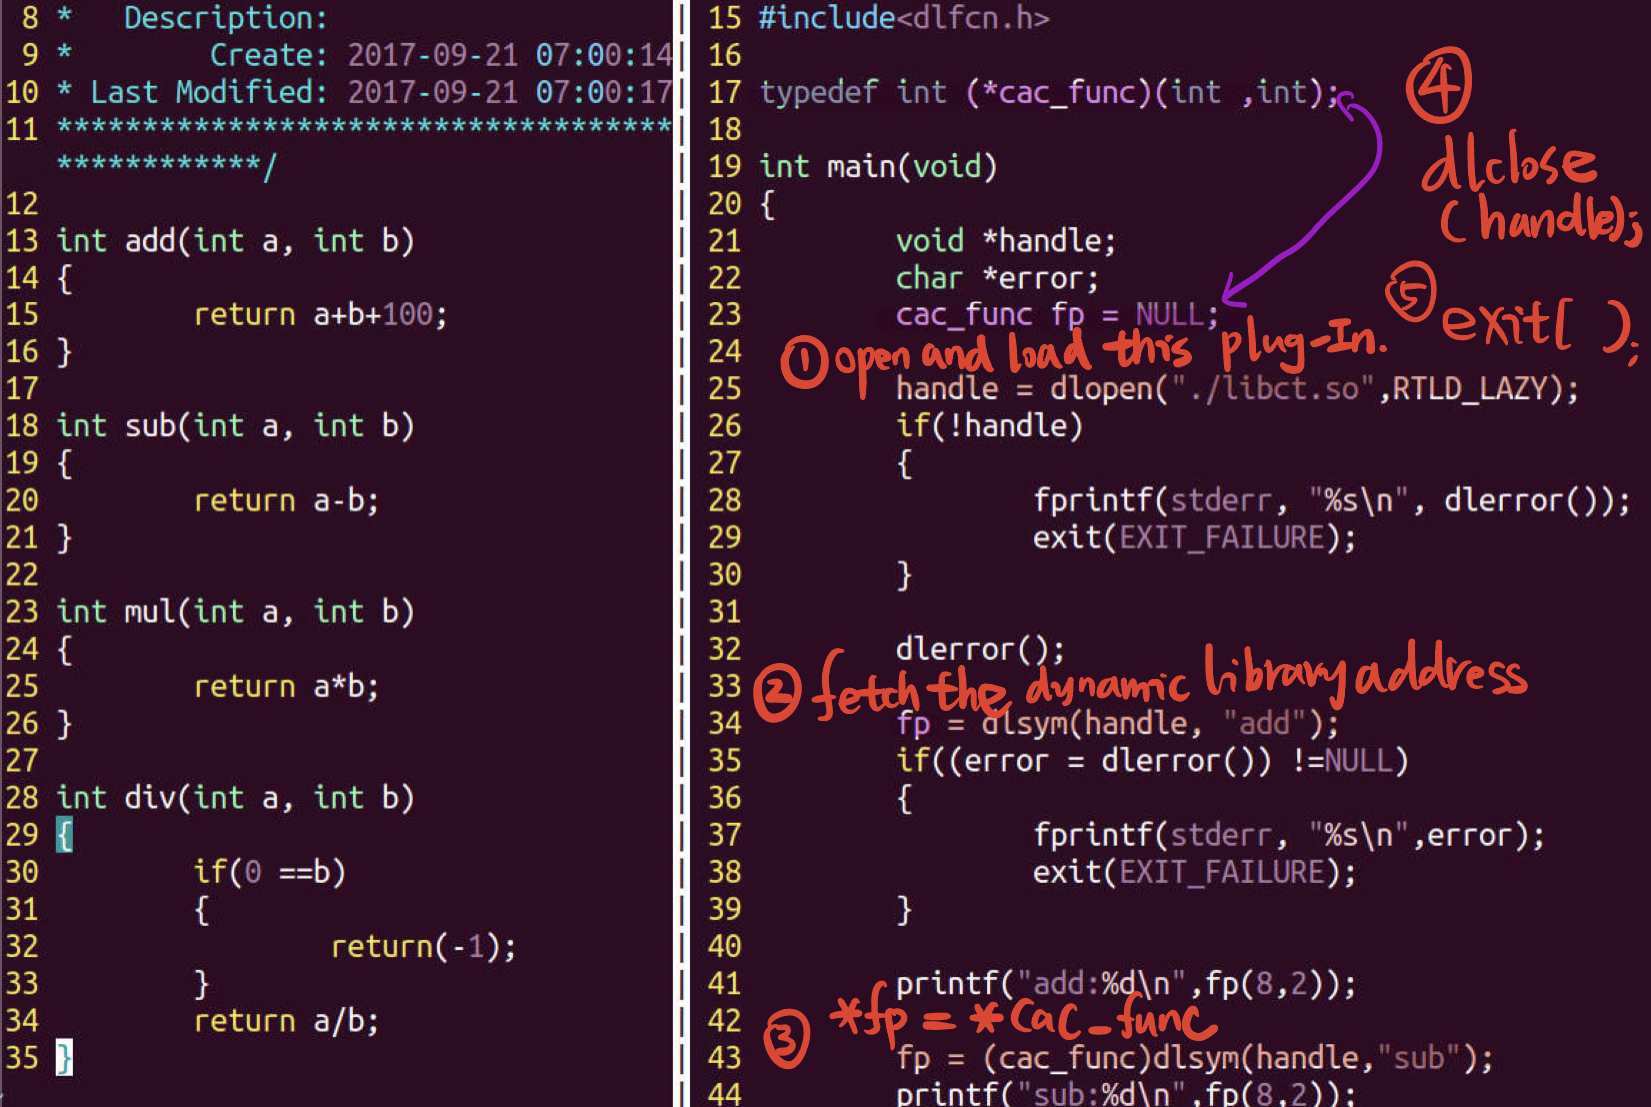 8 *   Description:
9 *        Create: 2017-09-21 07:00:14
10 * Last Modified: 2017-09-21 07:00:17
11 ************************************
************/
12
13 int add(int a, int b)
14 {
15         return a+b+100;
16 }
17
18 int sub(int a, int b)
19 {
20         return a-b;
21 }
22
23 int mul(int a, int b)
24 {
25         return a*b;
26 }
27
28 int div(int a, int b)
29 {
30         if(0 ==b)
31         {
32                 return(-1);
33         }
34         return a/b;
35 }
15 #include<dlfcn.h>
16
17 typedef int (*cac_func)(int ,int);
18
19 int main(void)
20 {
21         void *handle;
22         char *error;
23         cac_func fp = NULL;
24
① open and load this plug-In.
25         handle = dlopen("./libct.so",RTLD_LAZY);
26         if(!handle)
27         {
28                 fprintf(stderr, "%s\n", dlerror());
29                 exit(EXIT_FAILURE);
30         }
31
32         dlerror();
33
② fetch the dynamic library address
34         fp = dlsym(handle, "add");
35         if((error = dlerror()) !=NULL)
36         {
37                 fprintf(stderr, "%s\n",error);
38                 exit(EXIT_FAILURE);
39         }
40
41         printf("add:%d\n",fp(8,2));
42
③ *fp = *cac_func
43         fp = (cac_func)dlsym(handle,"sub");
44         printf("sub:%d\n",fp(8,2));
④
dlclose
(handle);
⑤ exit( );